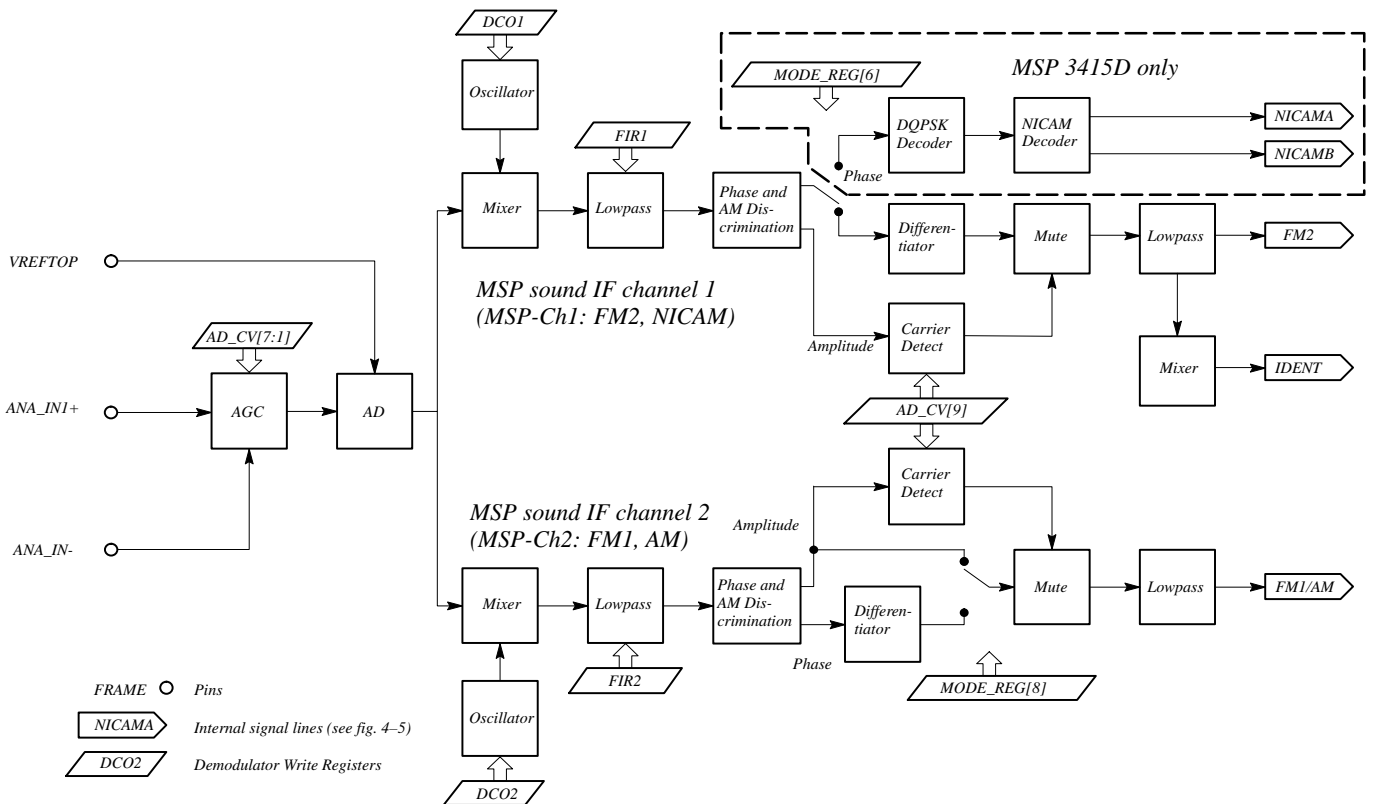 DCO1
Oscillator
MODE_REG[6]
MSP 3415D only
DQPSK
Decoder
NICAM
Decoder
NICAMA
NICAMB
Phase
FIR1
Mixer
Lowpass
Phase and
AM Dis-
crimination
Differen-
tiator
Mute
Lowpass
FM2
VREFTOP
MSP sound IF channel 1
(MSP-Ch1: FM2, NICAM)
Amplitude
Carrier
Detect
Mixer
IDENT
AD_CV[7:1]
ANA_IN1+
AGC
AD
AD_CV[9]
Carrier
Detect
MSP sound IF channel 2
(MSP-Ch2: FM1, AM)
Amplitude
ANA_IN-
Mixer
Lowpass
Phase and
AM Dis-
crimination
Differen-
tiator
Mute
Lowpass
FM1/AM
Phase
FIR2
MODE_REG[8]
Oscillator
DCO2
FRAME Pins
NICAMA Internal signal lines (see fig. 4–5)
DCO2 Demodulator Write Registers